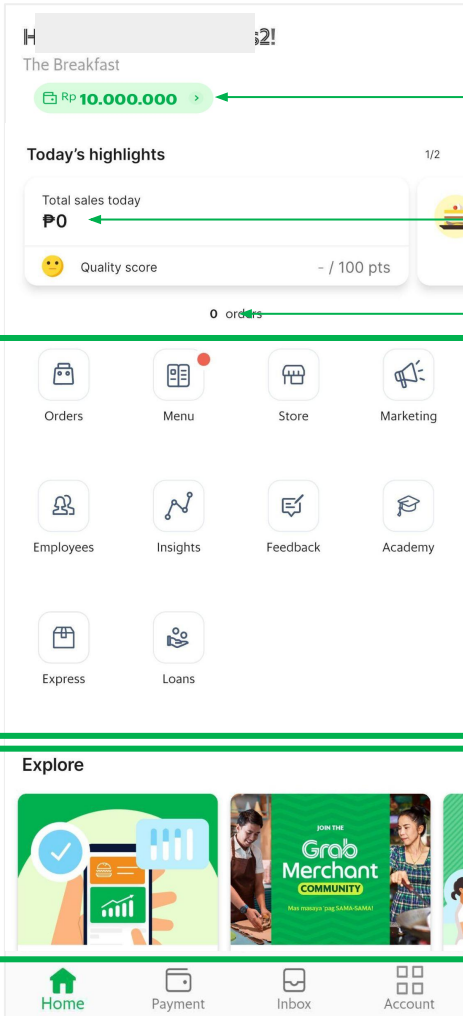 H s2!
The Breakfast
Rp 10.000.000
Today's highlights
1/2
Total sales today
₱0
Quality score
- / 100 pts
0 orders
Orders
Menu
Store
Marketing
Employees
Insights
Feedback
Academy
Express
Loans
Explore
JOIN THE
Grab
Merchant
COMMUNITY
Mas masaya 'pag SAMA-SAMA!
Home
Payment
Inbox
Account